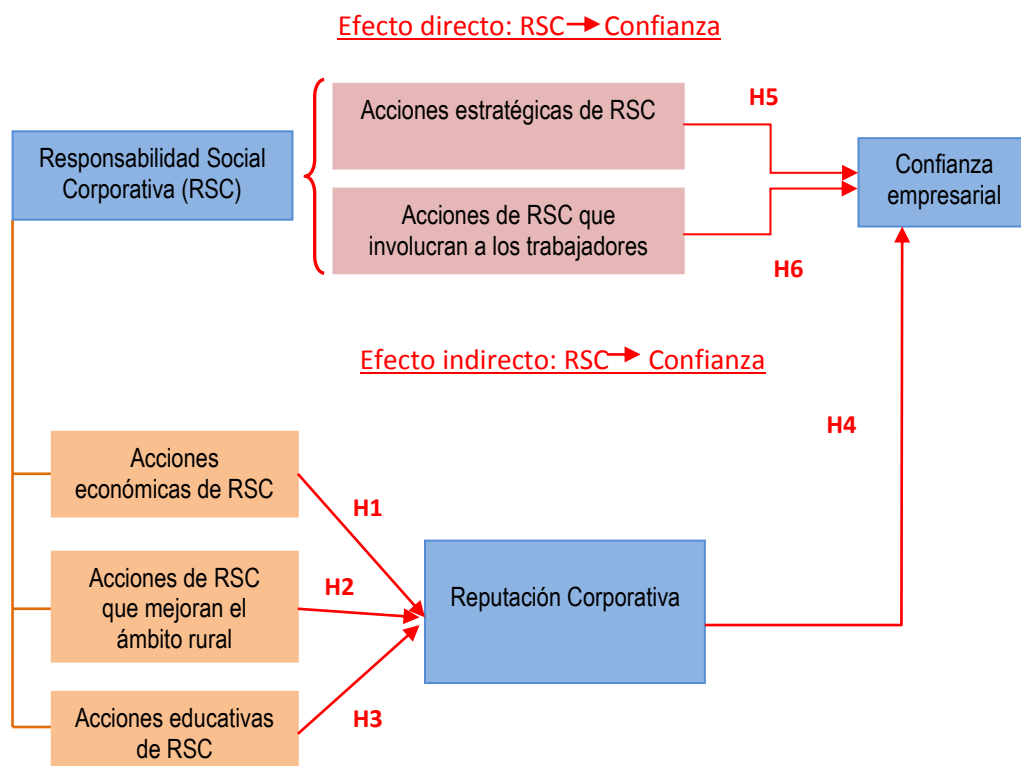 Efecto directo: RSC → Confianza
Acciones estratégicas de RSC
H5
Responsabilidad Social
Corporativa (RSC)
Confianza
empresarial
Acciones de RSC que
involucran a los trabajadores
H6
Efecto indirecto: RSC → Confianza
H4
Acciones
económicas de RSC
H1
Acciones de RSC
que mejoran el
ámbito rural
H2
Reputación Corporativa
Acciones educativas
de RSC
H3